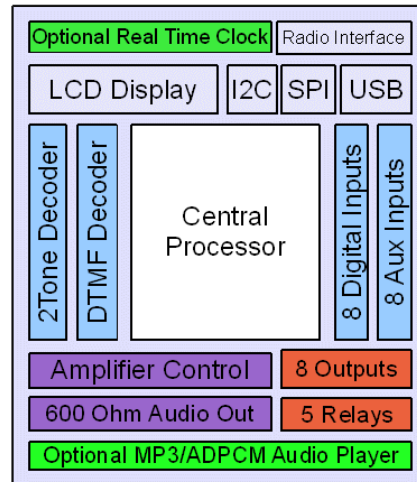 Optional Real Time Clock
Radio Interface
LCD Display
I2C
SPI
USB
2Tone Decoder
DTMF Decoder
Central
Processor
8 Digital Inputs
8 Aux Inputs
Amplifier Control
8 Outputs
600 Ohm Audio Out
5 Relays
Optional MP3/ADPCM Audio Player